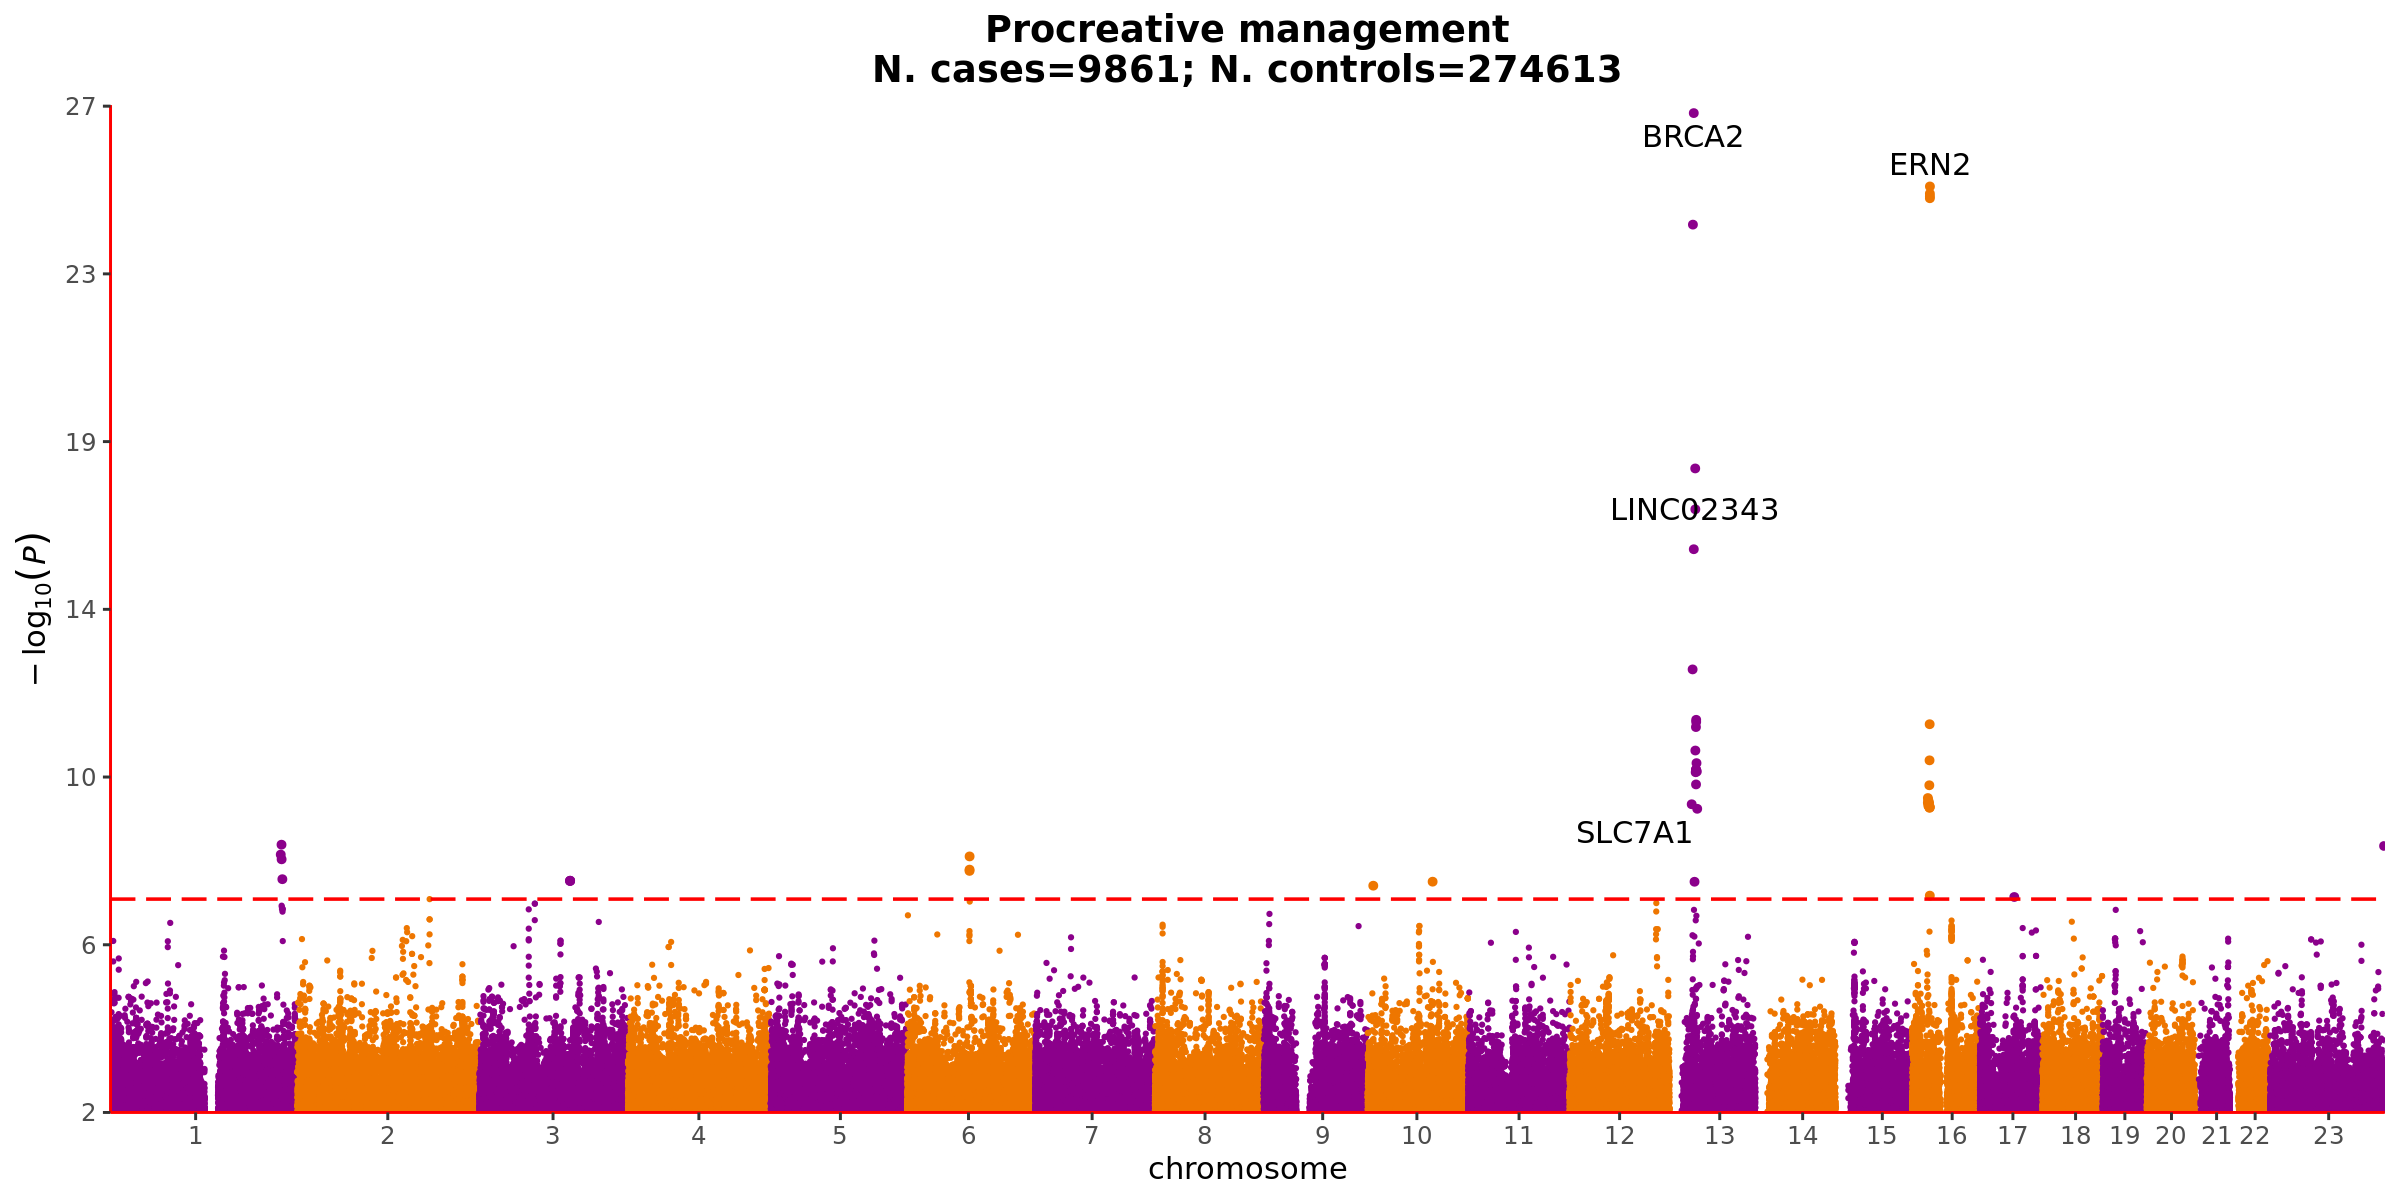 Procreative management
N. cases=9861; N. controls=274613
27
BRCA2
ERN2
23
19
LINC02343
14
10
SLC7A1
6
2
−log10(P)
1 2 3 4 5 6 7 8 9 10 11 12 13 14 15 16 17 18 19 20 21 22 23
chromosome